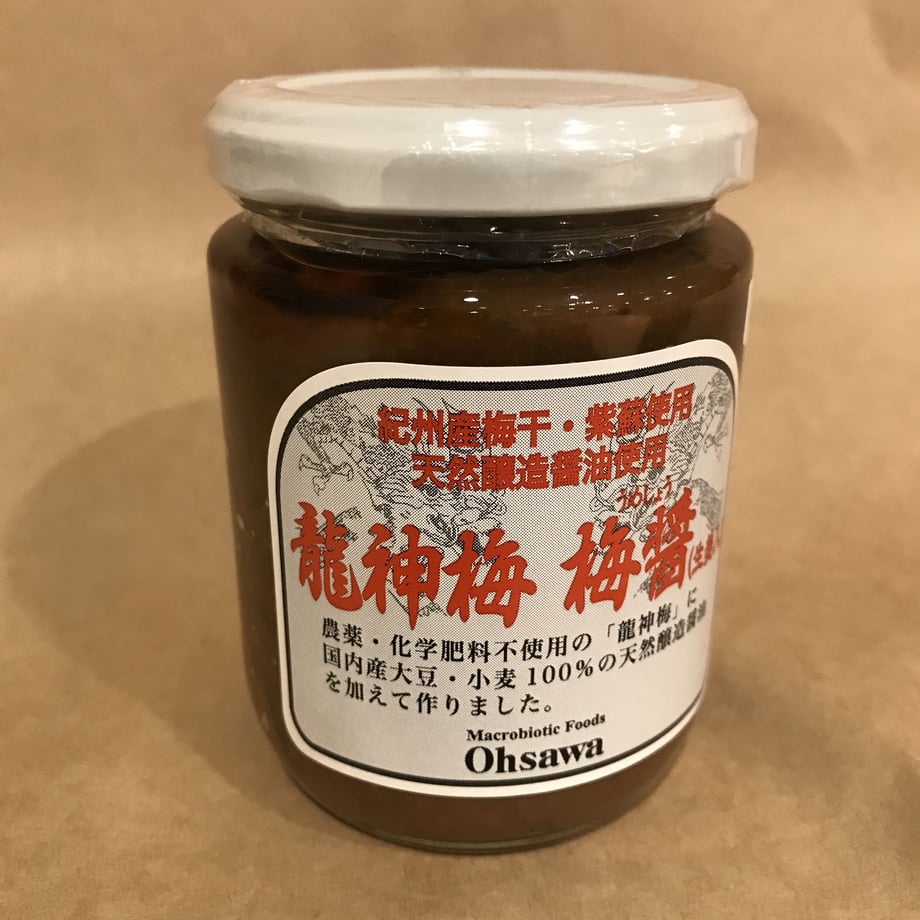 紀州産梅干・紫蘇使用
天然醸造醤油使用
うめしょう
龍神梅 梅醤
農薬・化学肥料不使用の「龍神梅」に
国内産大豆・小麦100%の天然醸造醤油
を加えて作りました。
Macrobiotic Foods
Ohsawa